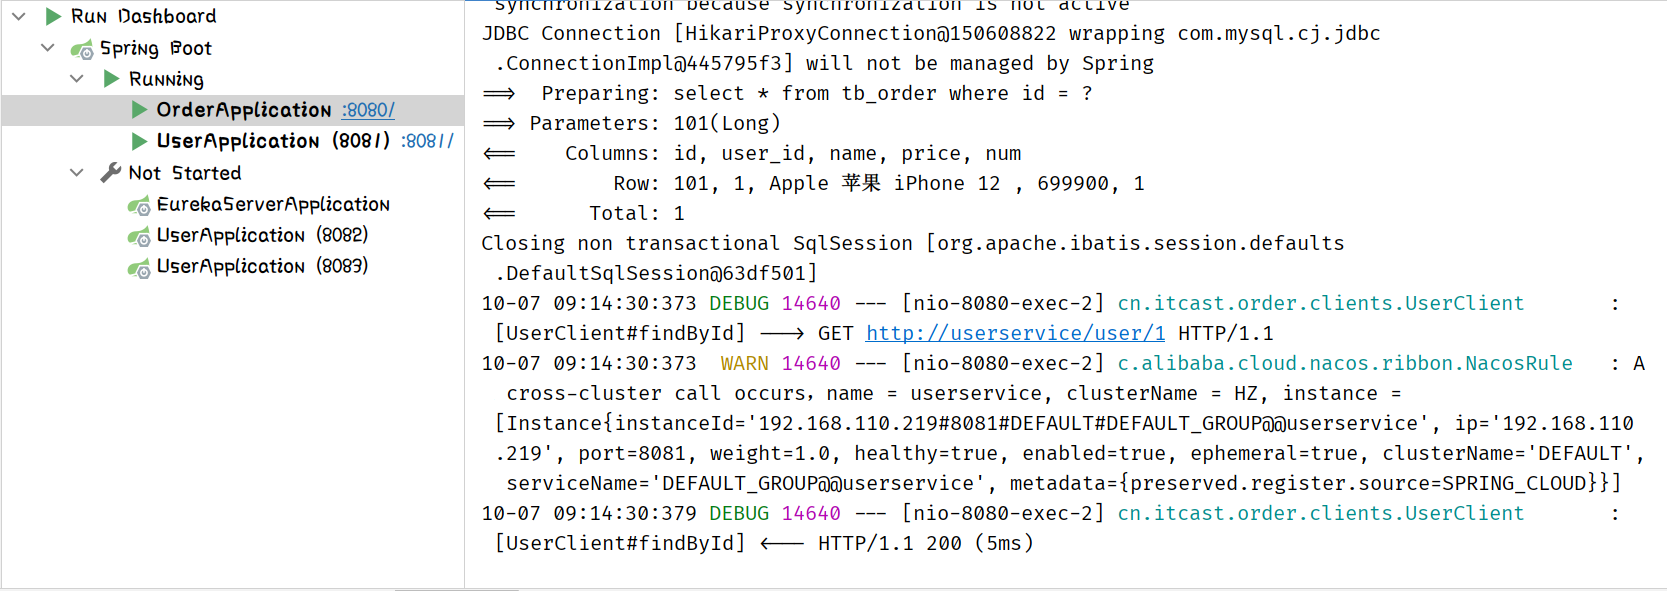 Run Dashboard
Spring Boot
Running
OrderApplication :8080/
UserApplication (8081) :8081/
Not Started
EurekaServerApplication
UserApplication (8082)
UserApplication (8083)
synchronization because synchronization is not active
JDBC Connection [HikariProxyConnection@150608822 wrapping com.mysql.cj.jdbc
.ConnectionImpl@445795f3] will not be managed by Spring
==> Preparing: select * from tb_order where id = ?
==> Parameters: 101(Long)
<== Columns: id, user_id, name, price, num
<== Row: 101, 1, Apple 苹果 iPhone 12 , 699900, 1
<== Total: 1
Closing non transactional SqlSession [org.apache.ibatis.session.defaults
.DefaultSqlSession@63df501]
10-07 09:14:30:373 DEBUG 14640 --- [nio-8080-exec-2] cn.itcast.order.clients.UserClient :
[UserClient#findById] ---> GET http://userservice/user/1 HTTP/1.1
10-07 09:14:30:373 WARN 14640 --- [nio-8080-exec-2] c.alibaba.cloud.nacos.ribbon.NacosRule : A
cross-cluster call occurs，name = userservice, clusterName = HZ, instance =
[Instance{instanceId='192.168.110.219#8081#DEFAULT#DEFAULT_GROUP@@userservice', ip='192.168.110
.219', port=8081, weight=1.0, healthy=true, enabled=true, ephemeral=true, clusterName='DEFAULT',
serviceName='DEFAULT_GROUP@@userservice', metadata={preserved.register.source=SPRING_CLOUD}}]
10-07 09:14:30:379 DEBUG 14640 --- [nio-8080-exec-2] cn.itcast.order.clients.UserClient :
[UserClient#findById] <--- HTTP/1.1 200 (5ms)